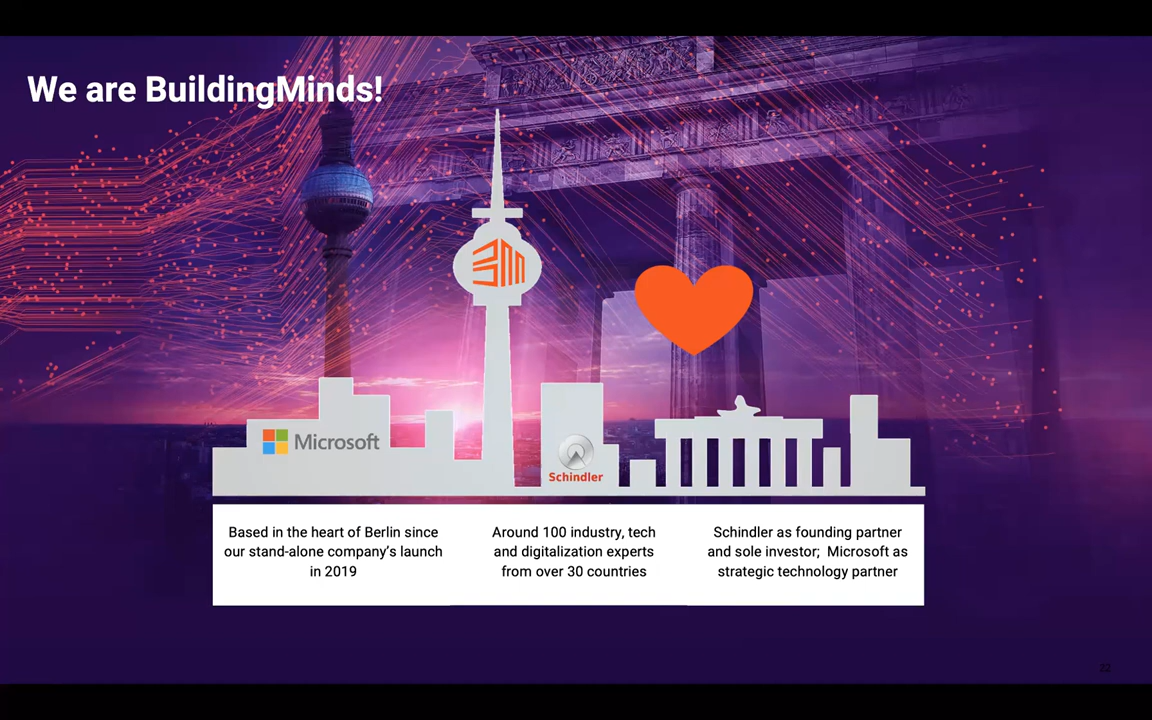 We are BuildingMinds!
Microsoft
Schindler
Based in the heart of Berlin since
our stand-alone company's launch
in 2019
Around 100 industry, tech
and digitalization experts
from over 30 countries
Schindler as founding partner
and sole investor;  Microsoft as
strategic technology partner
22